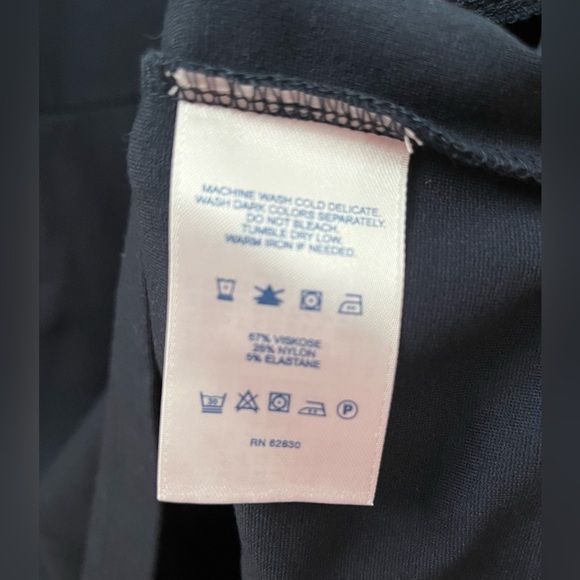 MACHINE WASH COLD DELICATE.
WASH DARK COLORS SEPARATELY.
DO NOT BLEACH.
TUMBLE DRY LOW.
WARM IRON IF NEEDED.
67% VISKOSE
28% NYLON
5% ELASTANE
30 P
RN 62830